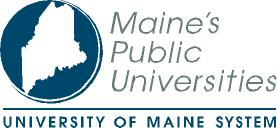 Maine's
Public
Universities
UNIVERSITY OF MAINE SYSTEM